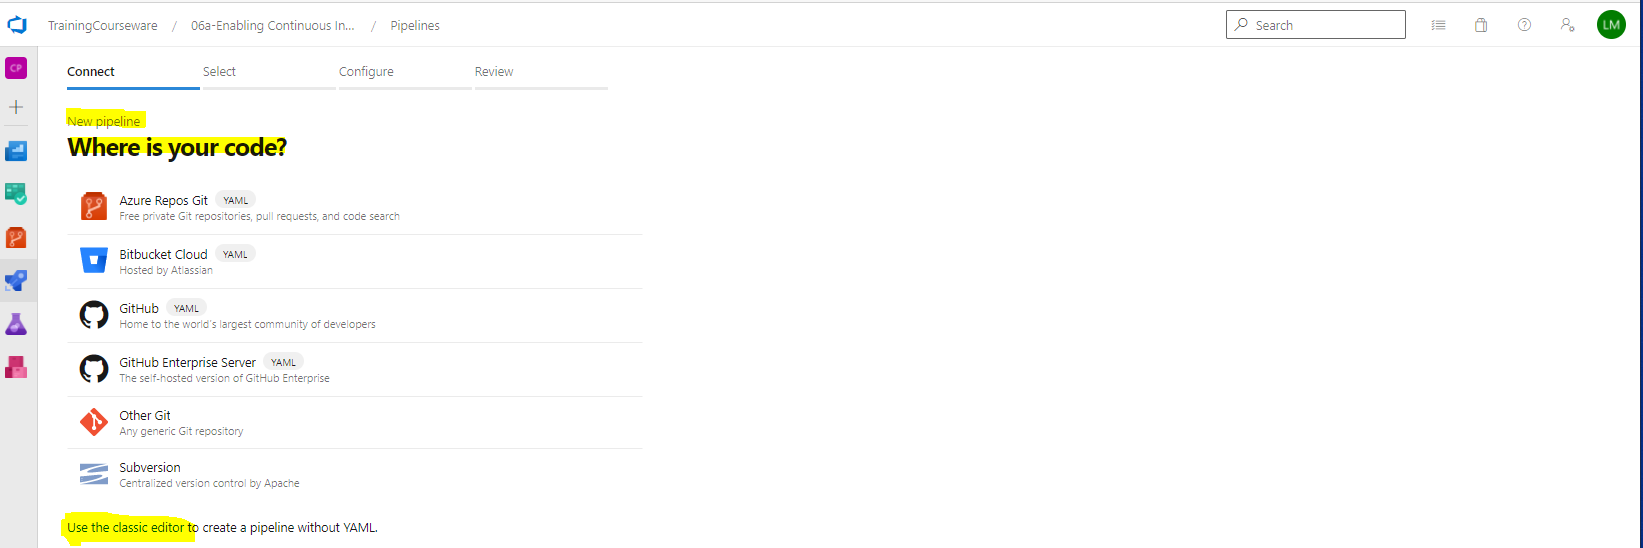 TrainingCourseware / 06a-Enabling Continuous In... / Pipelines Search LM
CP
Connect Select Configure Review
New pipeline
Where is your code?
Azure Repos Git YAML
Free private Git repositories, pull requests, and code search
Bitbucket Cloud YAML
Hosted by Atlassian
GitHub YAML
Home to the world's largest community of developers
GitHub Enterprise Server YAML
The self-hosted version of GitHub Enterprise
Other Git
Any generic Git repository
Subversion
Centralized version control by Apache
Use the classic editor to create a pipeline without YAML.